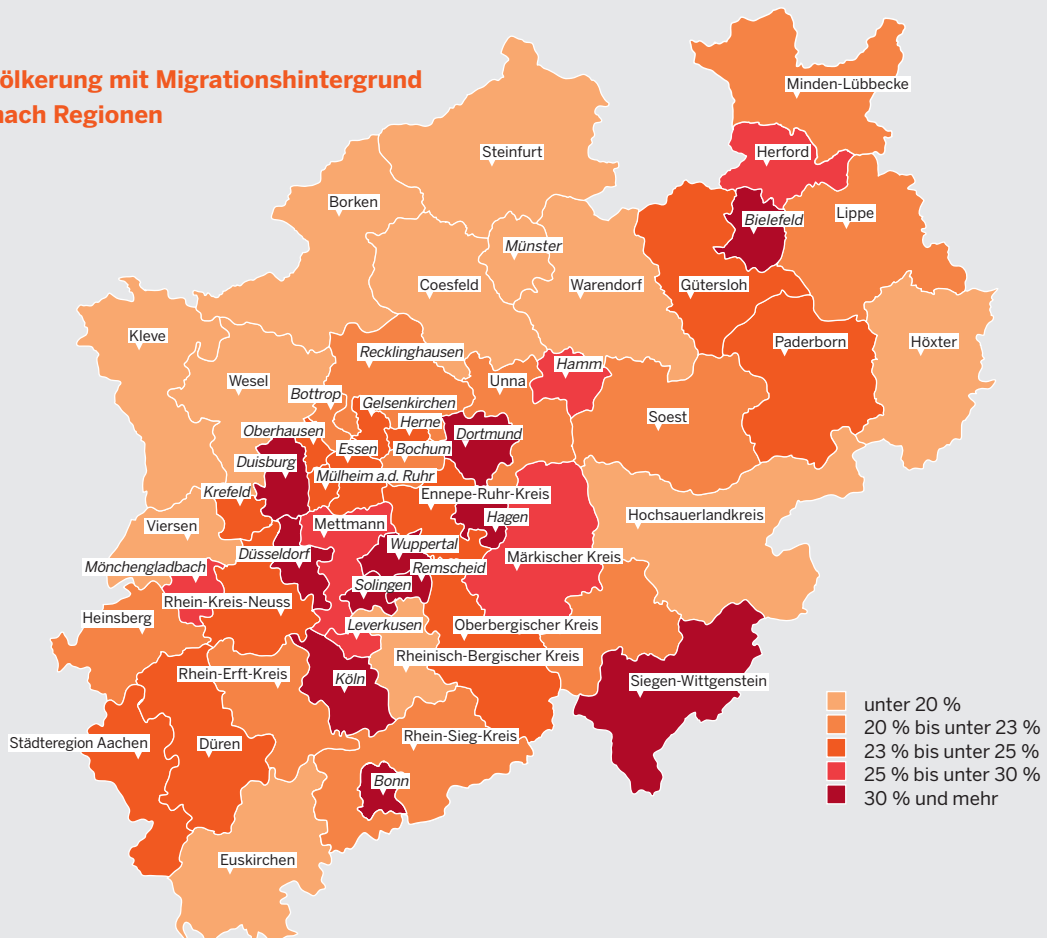 ölkerung mit Migrationshintergrund
nach Regionen
Minden-Lübbecke
Steinfurt
Herford
Borken
Bielefeld
Lippe
Münster
Coesfeld
Warendorf
Gütersloh
Kleve
Paderborn
Höxter
Recklinghausen
Hamm
Wesel
Unna
Bottrop
Gelsenkirchen
Soest
Herne
Oberhausen
Dortmund
Essen
Bochum
Duisburg
Mülheim a.d. Ruhr
Krefeld
Ennepe-Ruhr-Kreis
Hagen
Hochsauerlandkreis
Viersen
Mettmann
Wuppertal
Düsseldorf
Märkischer Kreis
Mönchengladbach
Remscheid
Solingen
Rhein-Kreis-Neuss
Heinsberg
Leverkusen
Oberbergischer Kreis
Rheinisch-Bergischer Kreis
Rhein-Erft-Kreis
Köln
Siegen-Wittgenstein
Städteregion Aachen
Düren
Rhein-Sieg-Kreis
Bonn
Euskirchen
unter 20 %
20 % bis unter 23 %
23 % bis unter 25 %
25 % bis unter 30 %
30 % und mehr